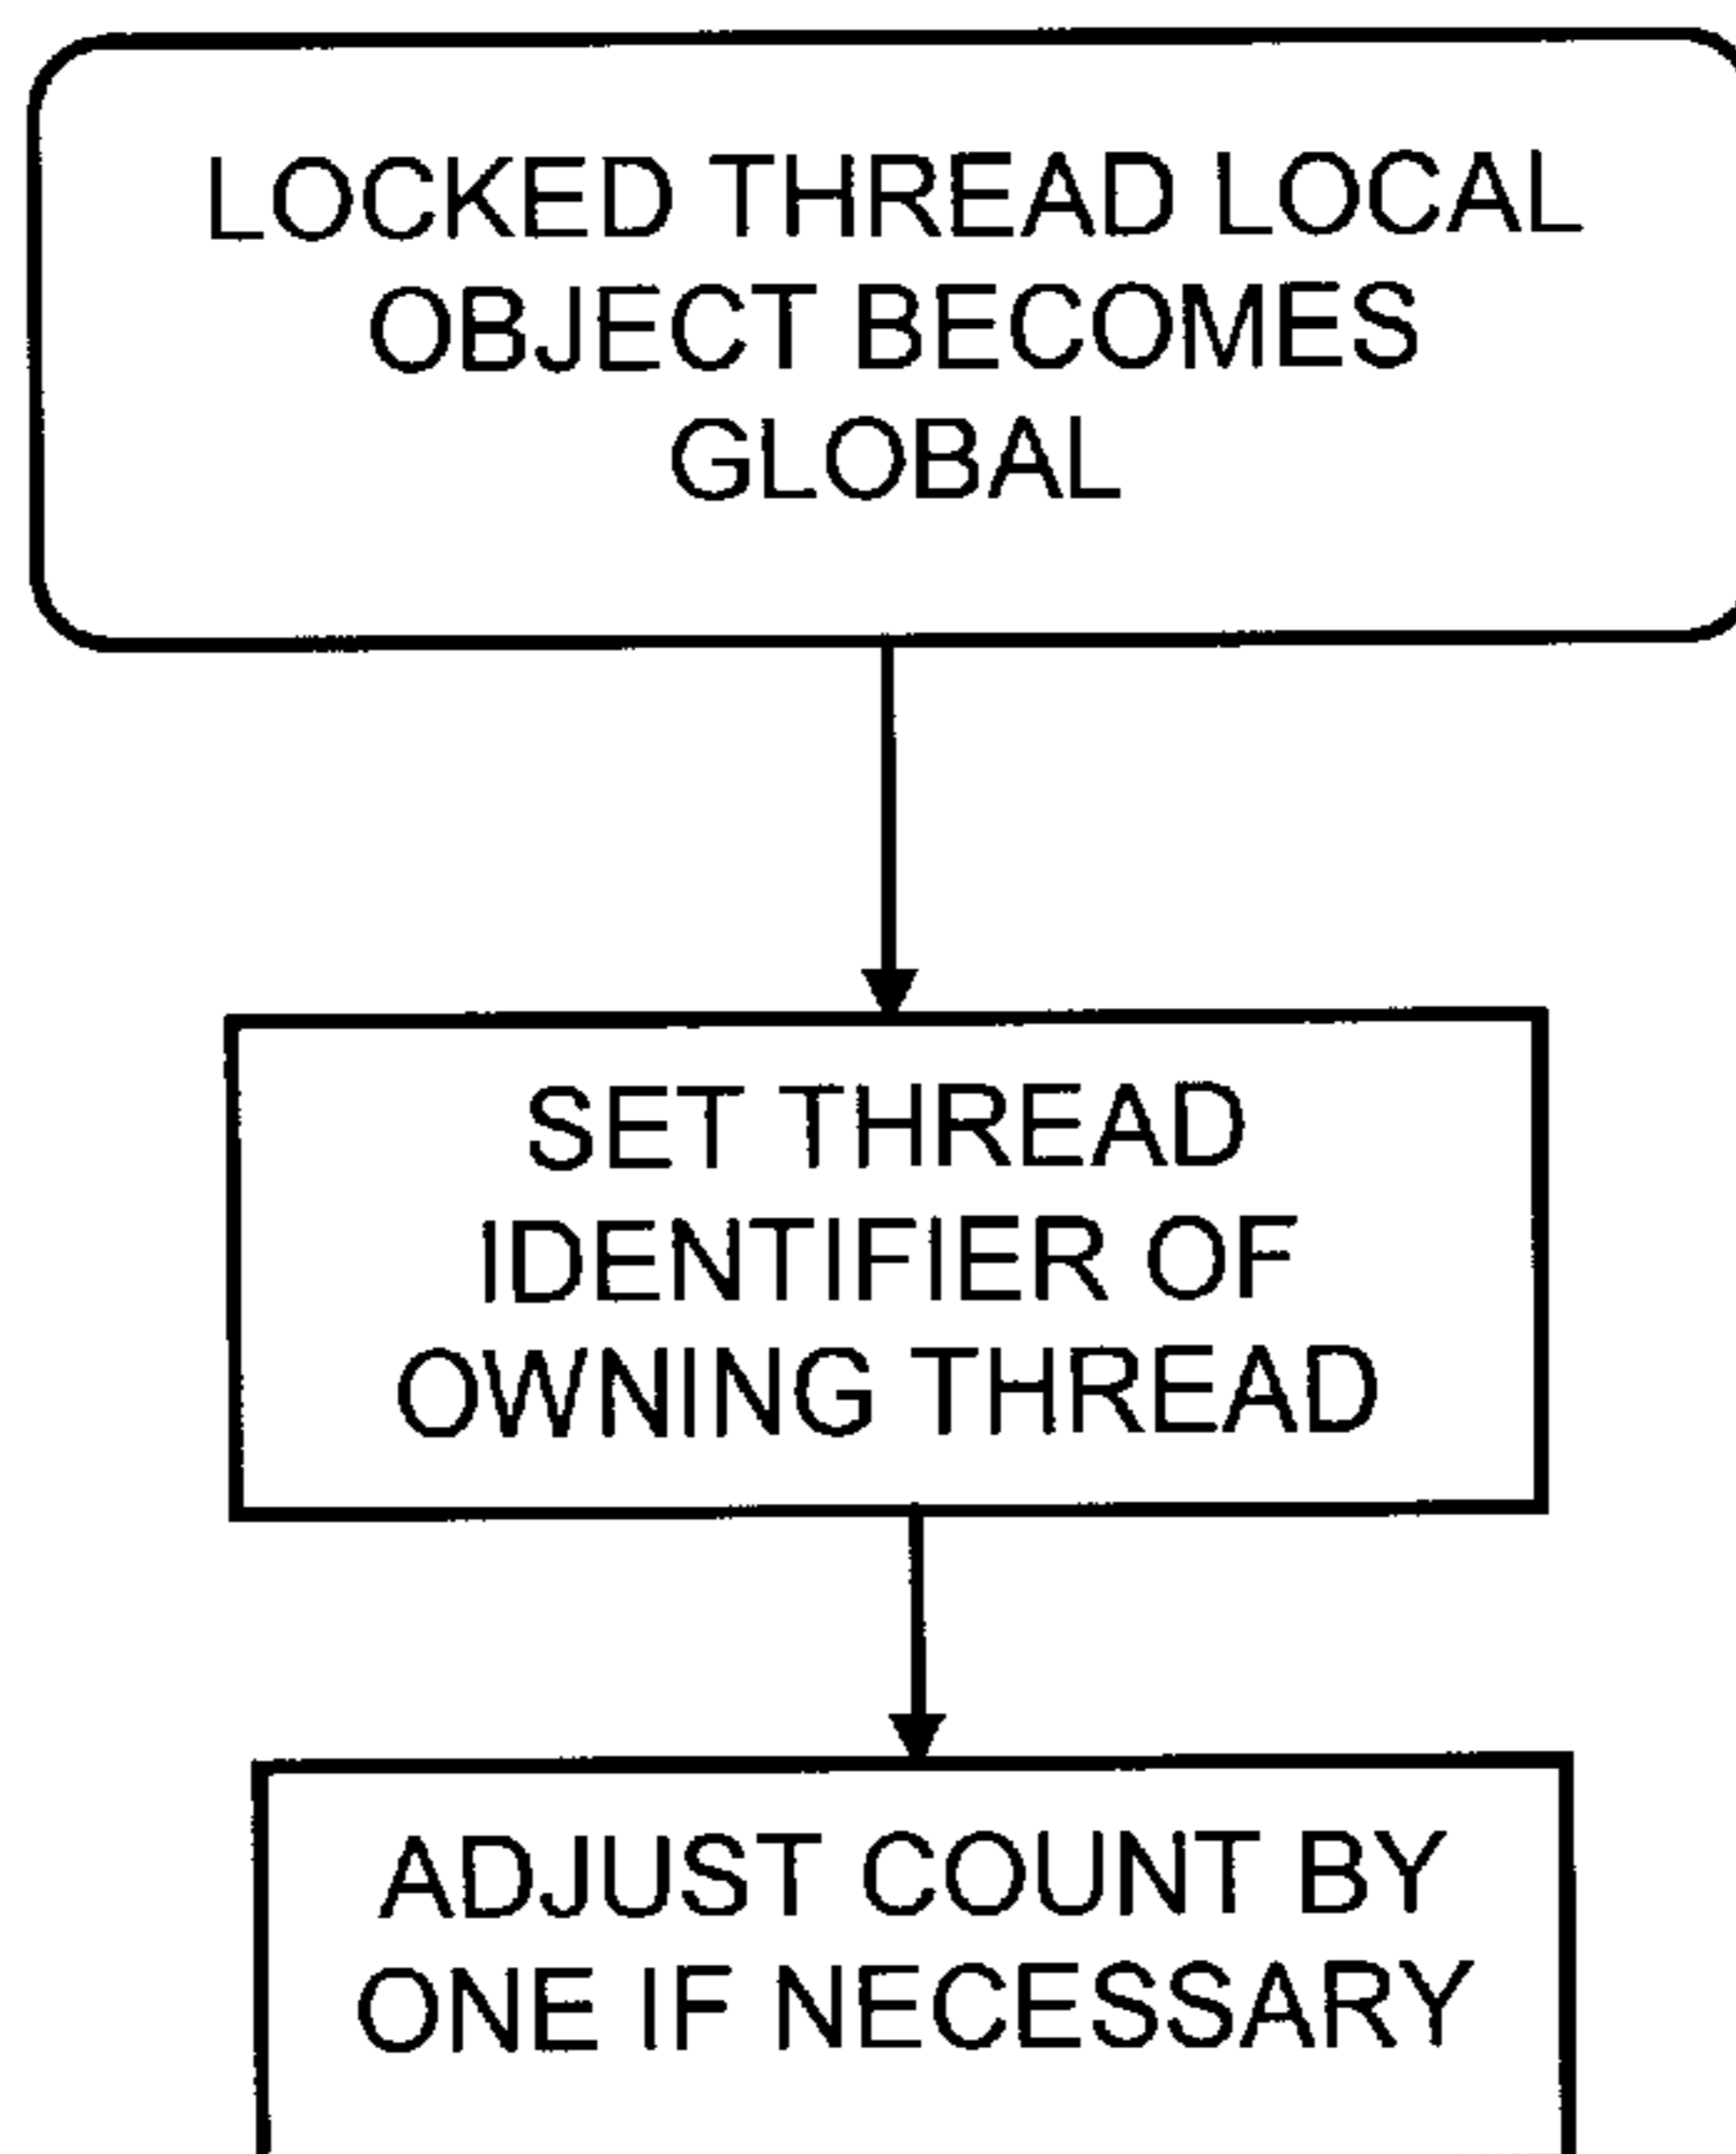 LOCKED THREAD LOCAL
OBJECT BECOMES
GLOBAL
SET THREAD
IDENTIFIER OF
OWNING THREAD
ADJUST COUNT BY
ONE IF NECESSARY